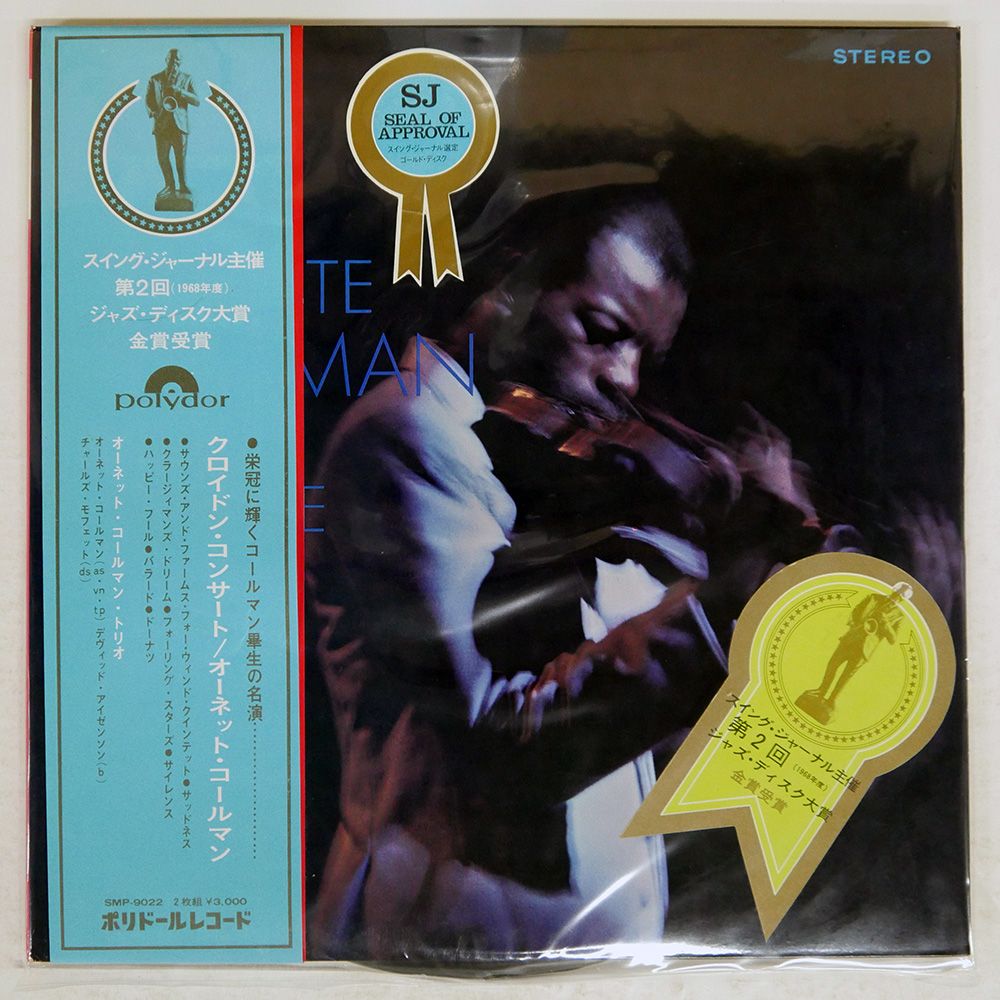 スイング・ジャーナル主催
第2回(1968年度)
ジャズ・ディスク大賞
金賞受賞
polydor
●栄冠に輝くコールマン畢生の名演…………………
クロイドン・コンサート/オーネット・コールマン
●サウンズ・アンド・ファームス・フォー・ウィンド・クインテット●サッドネス
●クラージィマンズ・ドリーム●フォーリング・スターズ●サイレンス
●ハッピー・フール●バラード●ドーナツ
オーネット・コールマン・トリオ
オーネット・コールマン(as・vn・tp)デヴィッド・アイゼンソン(b)
チャールズ・モフェット(ds)
SMP-9022 2枚組 ¥3,000
ポリドールレコード
SJ
SEAL OF
APPROVAL
スイング・ジャーナル選定
ゴールド・ディスク
STEREO
TE
MAN
E
スイング・ジャーナル主催
第2回(1968年度)
ジャズ・ディスク大賞
金賞受賞